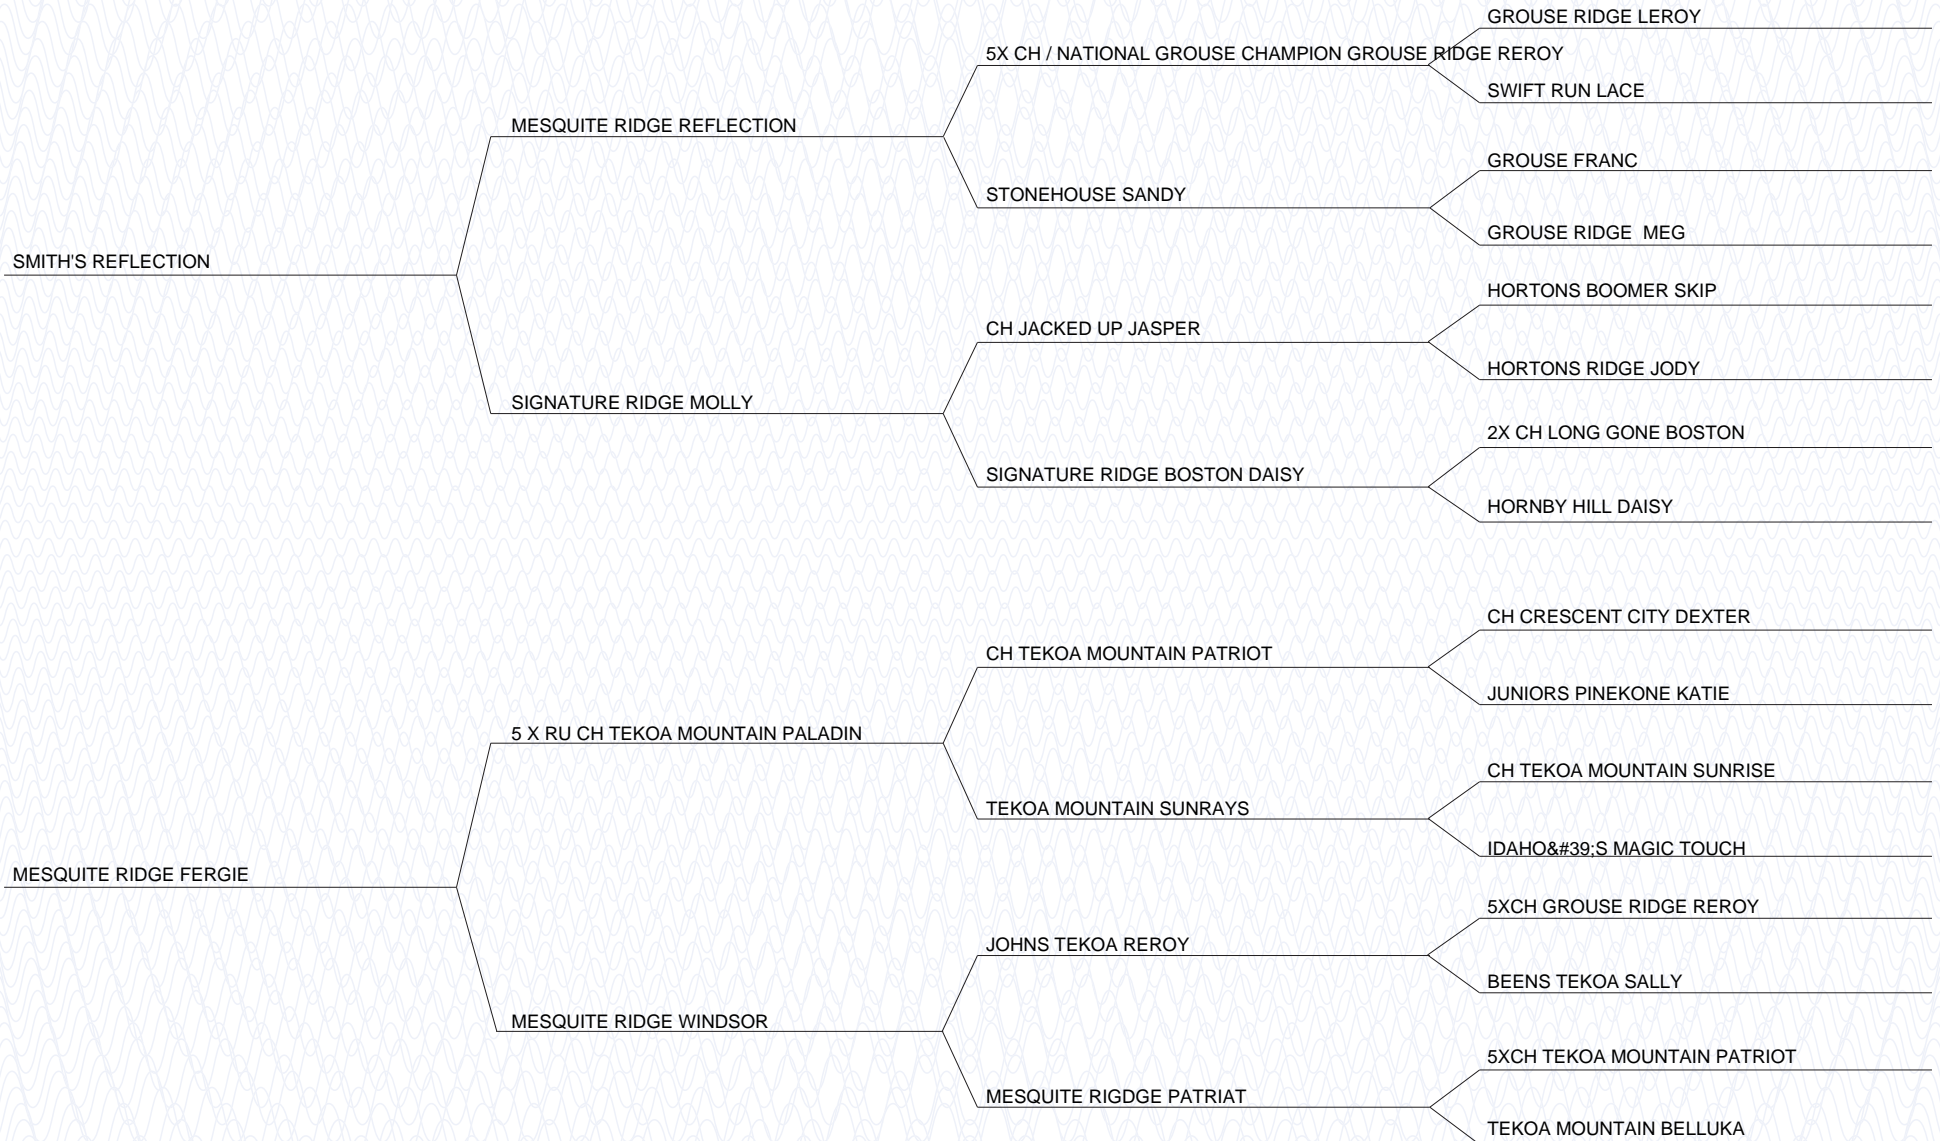 GROUSE RIDGE LEROY
5X CH / NATIONAL GROUSE CHAMPION GROUSE RIDGE REROY
SWIFT RUN LACE
MESQUITE RIDGE REFLECTION
GROUSE FRANC
STONEHOUSE SANDY
GROUSE RIDGE  MEG
SMITH'S REFLECTION
HORTONS BOOMER SKIP
CH JACKED UP JASPER
HORTONS RIDGE JODY
SIGNATURE RIDGE MOLLY
2X CH LONG GONE BOSTON
SIGNATURE RIDGE BOSTON DAISY
HORNBY HILL DAISY
CH CRESCENT CITY DEXTER
CH TEKOA MOUNTAIN PATRIOT
JUNIORS PINEKONE KATIE
5 X RU CH TEKOA MOUNTAIN PALADIN
CH TEKOA MOUNTAIN SUNRISE
TEKOA MOUNTAIN SUNRAYS
IDAHO&#39;S MAGIC TOUCH
MESQUITE RIDGE FERGIE
5XCH GROUSE RIDGE REROY
JOHNS TEKOA REROY
BEENS TEKOA SALLY
MESQUITE RIDGE WINDSOR
5XCH TEKOA MOUNTAIN PATRIOT
MESQUITE RIGDGE PATRIAT
TEKOA MOUNTAIN BELLUKA